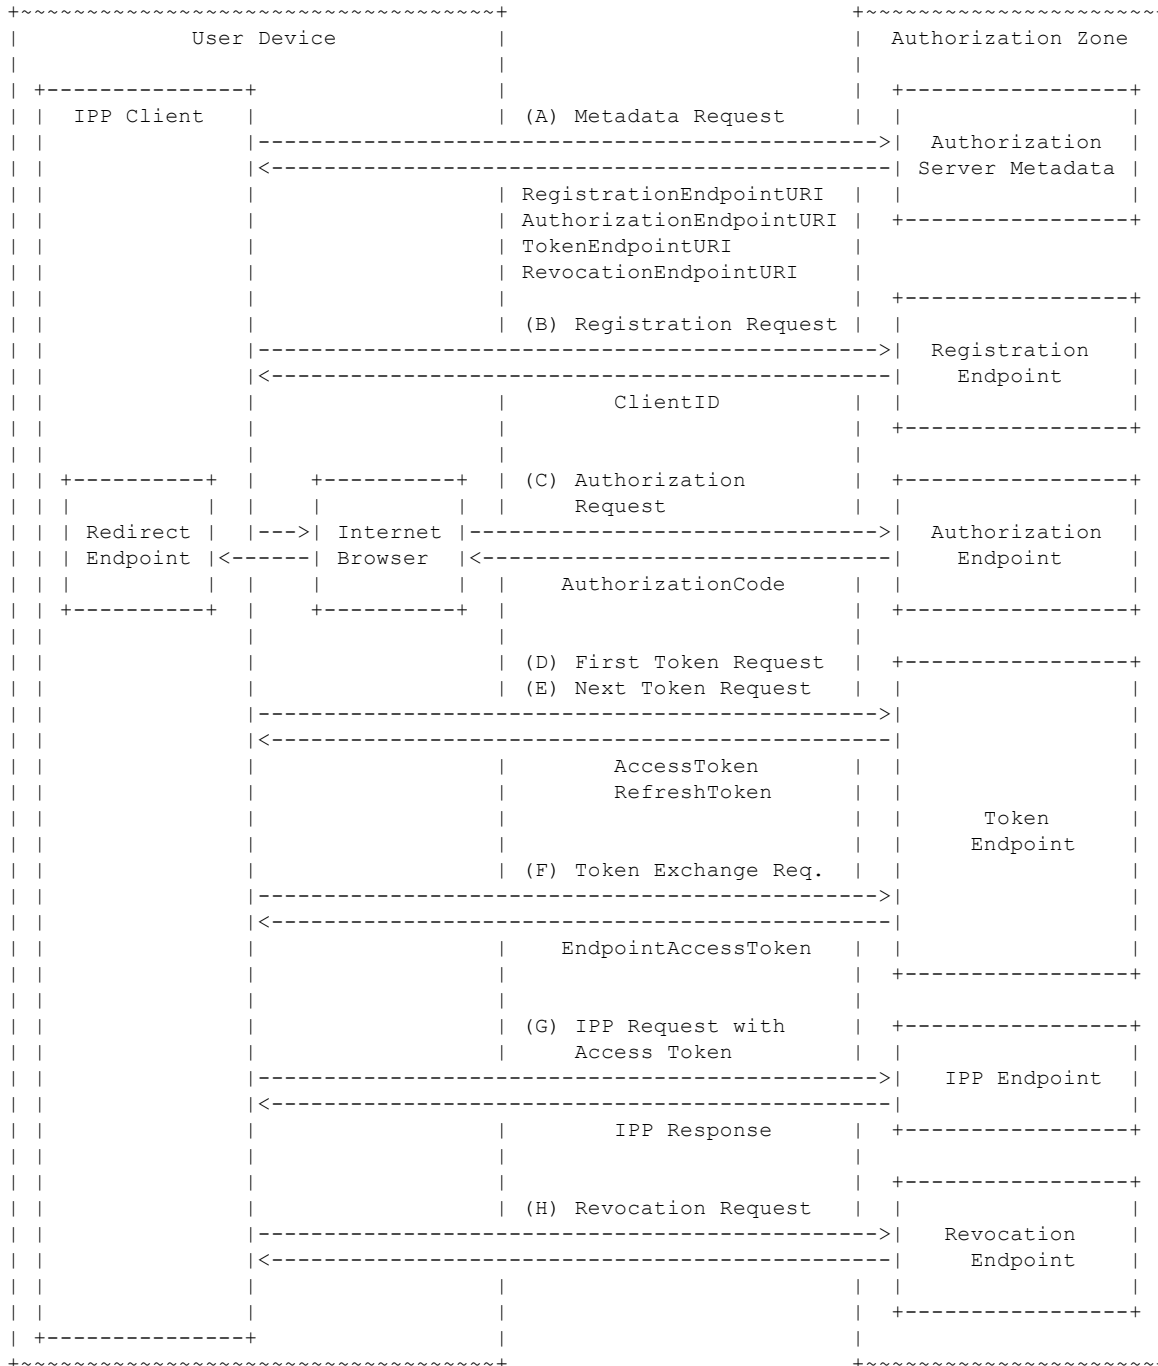 User Device
Authorization Zone
IPP Client
(A) Metadata Request
Authorization
Server Metadata
RegistrationEndpointURI
AuthorizationEndpointURI
TokenEndpointURI
RevocationEndpointURI
(B) Registration Request
Registration
Endpoint
ClientID
(C) Authorization
Request
Redirect
Endpoint
Internet
Browser
Authorization
Endpoint
AuthorizationCode
(D) First Token Request
(E) Next Token Request
AccessToken
RefreshToken
Token
Endpoint
(F) Token Exchange Req.
EndpointAccessToken
(G) IPP Request with
Access Token
IPP Endpoint
IPP Response
(H) Revocation Request
Revocation
Endpoint